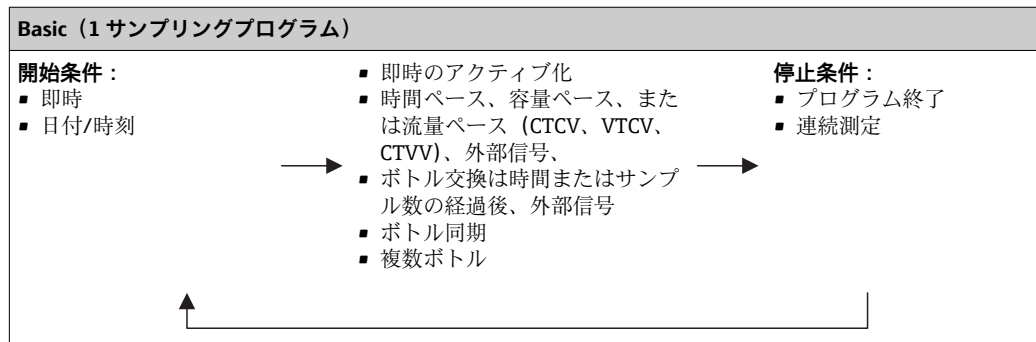 Basic（1 サンプリングプログラム）
開始条件：
▪ 即時
▪ 日付/時刻
▪ 即時のアクティブ化
▪ 時間ペース、容量ペース、また
は流量ペース（CTCV、VTCV、
CTVV）、外部信号、
▪ ボトル交換は時間またはサンプ
ル数の経過後、外部信号
▪ ボトル同期
▪ 複数ボトル
停止条件：
▪ プログラム終了
▪ 連続測定